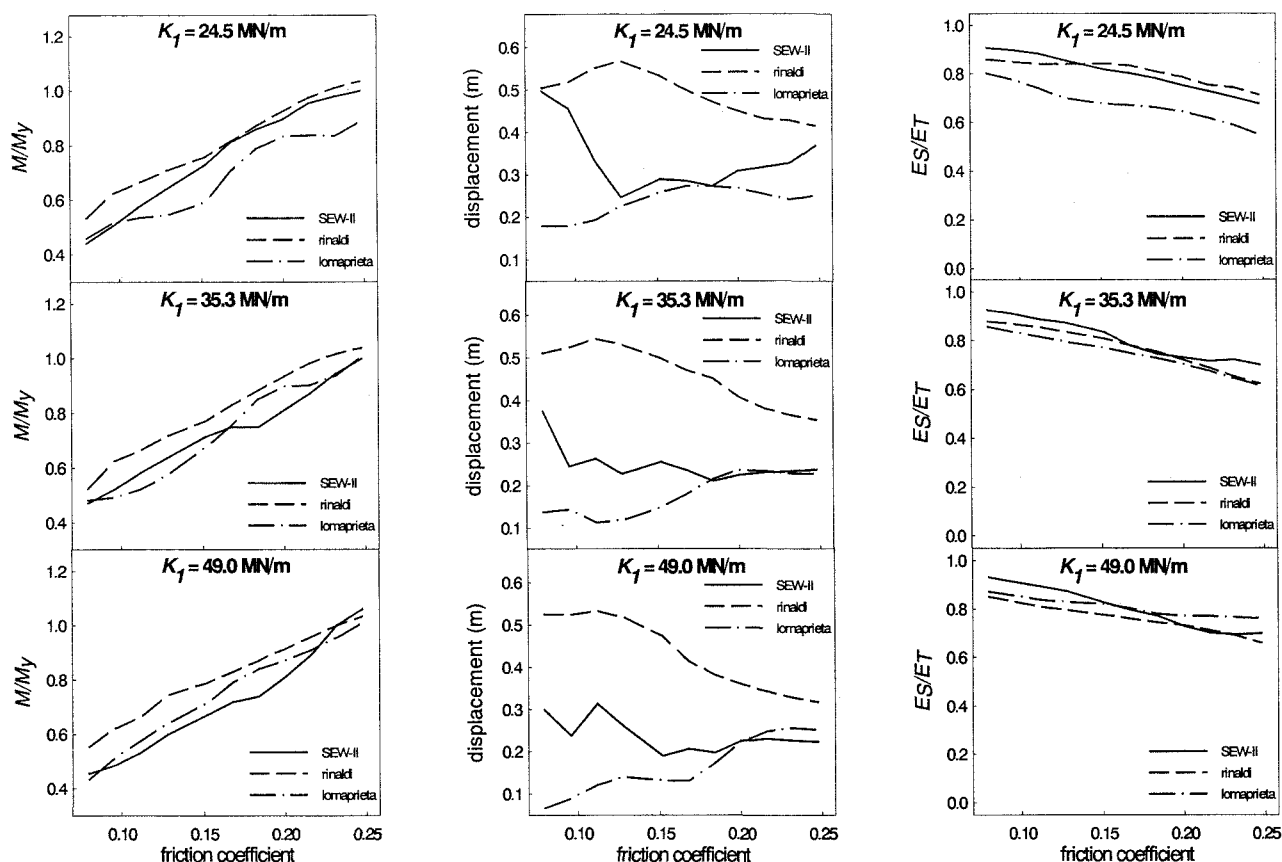 K1 = 24.5 MN/m
M/My
1.2
1.0
0.8
0.6
0.4
SEW-II
rinaldi
lomaprieta
K1 = 24.5 MN/m
displacement (m)
0.6
0.5
0.4
0.3
0.2
0.1
SEW-II
rinaldi
lomaprieta
K1 = 24.5 MN/m
ES/ET
1.0
0.8
0.6
0.4
0.2
0.0
SEW-II
rinaldi
lomaprieta
K1 = 35.3 MN/m
M/My
1.2
1.0
0.8
0.6
0.4
SEW-II
rinaldi
lomaprieta
K1 = 35.3 MN/m
displacement (m)
0.6
0.5
0.4
0.3
0.2
0.1
SEW-II
rinaldi
lomaprieta
K1 = 35.3 MN/m
ES/ET
1.0
0.8
0.6
0.4
0.2
0.0
SEW-II
rinaldi
lomaprieta
K1 = 49.0 MN/m
M/My
1.2
1.0
0.8
0.6
0.4
SEW-II
rinaldi
lomaprieta
0.10 0.15 0.20 0.25
friction coefficient
K1 = 49.0 MN/m
displacement (m)
0.6
0.5
0.4
0.3
0.2
0.1
SEW-II
rinaldi
lomaprieta
0.10 0.15 0.20 0.25
friction coefficient
K1 = 49.0 MN/m
ES/ET
1.0
0.8
0.6
0.4
0.2
0.0
SEW-II
rinaldi
lomaprieta
0.10 0.15 0.20 0.25
friction coefficient